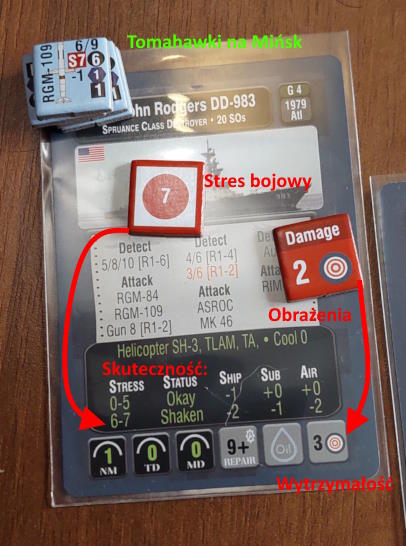 Tomahawki na Mińsk
RGM-109
6/9
S7 6
-1 1
1
John Rodgers DD-983
SPRUANCE CLASS DESTROYER • 20 SOs
G 4
1979
Atl
7
Stres bojowy
Damage
2
Detect
5/8/10 [R1-6]
Attack
RGM-84
RGM-109
Gun 8 [R1-2]
Detect
4/6 [R1-4]
3/6 [R1-2]
Attack
ASROC
MK 46
RIM
Obrażenia
Helicopter SH-3, TLAM, TA, • Cool 0
Skuteczność:
STRESS STATUS SHIP SUB AIR
0-5 Okay -1 +0 +0
6-7 Shaken -2 -1 -2
1 NM
0 TD
0 MD
9+ REPAIR
Oil
3
Wytrzymałość